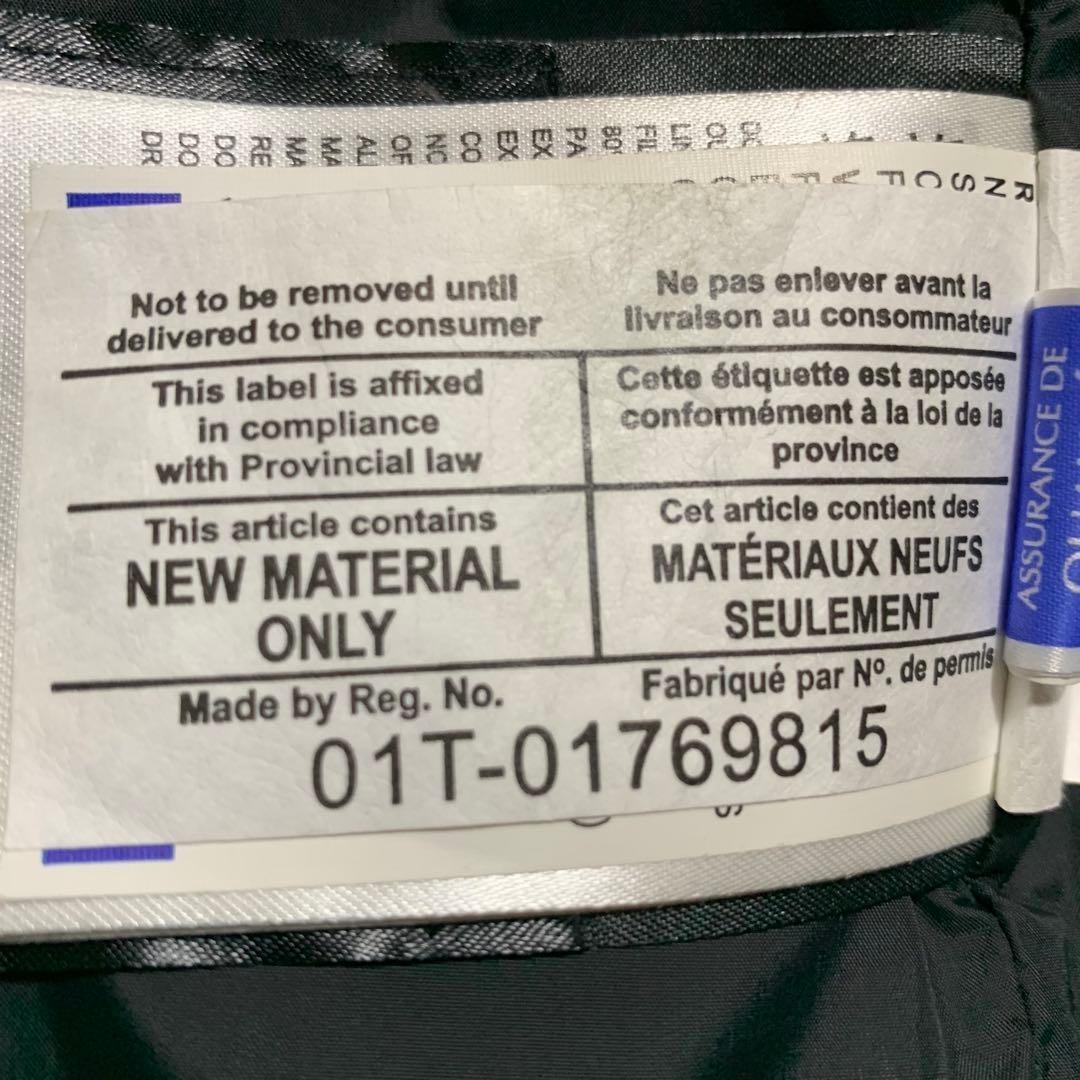 Not to be removed until
delivered to the consumer
Ne pas enlever avant la
livraison au consommateur
This label is affixed
in compliance
with Provincial law
Cette étiquette est apposée
conformément à la loi de la
province
This article contains
NEW MATERIAL
ONLY
Cet article contient des
MATÉRIAUX NEUFS
SEULEMENT
Made by Reg. No.
Fabriqué par Nº. de permis
01T-01769815
ASSURANCE DE